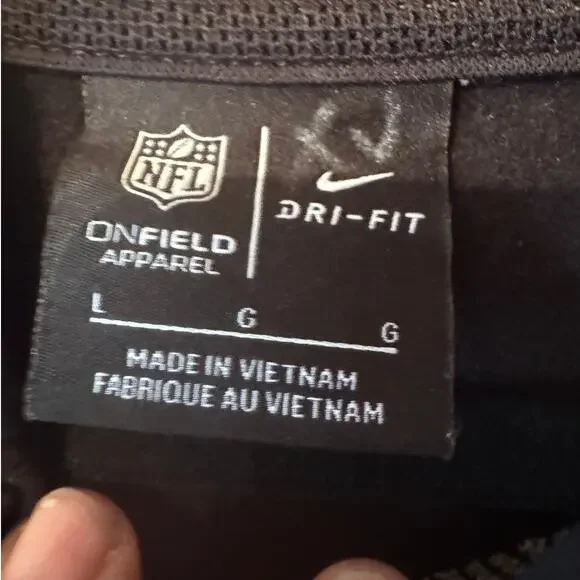 NFL
ONFIELD
APPAREL
DRI-FIT
L G G
MADE IN VIETNAM
FABRIQUE AU VIETNAM